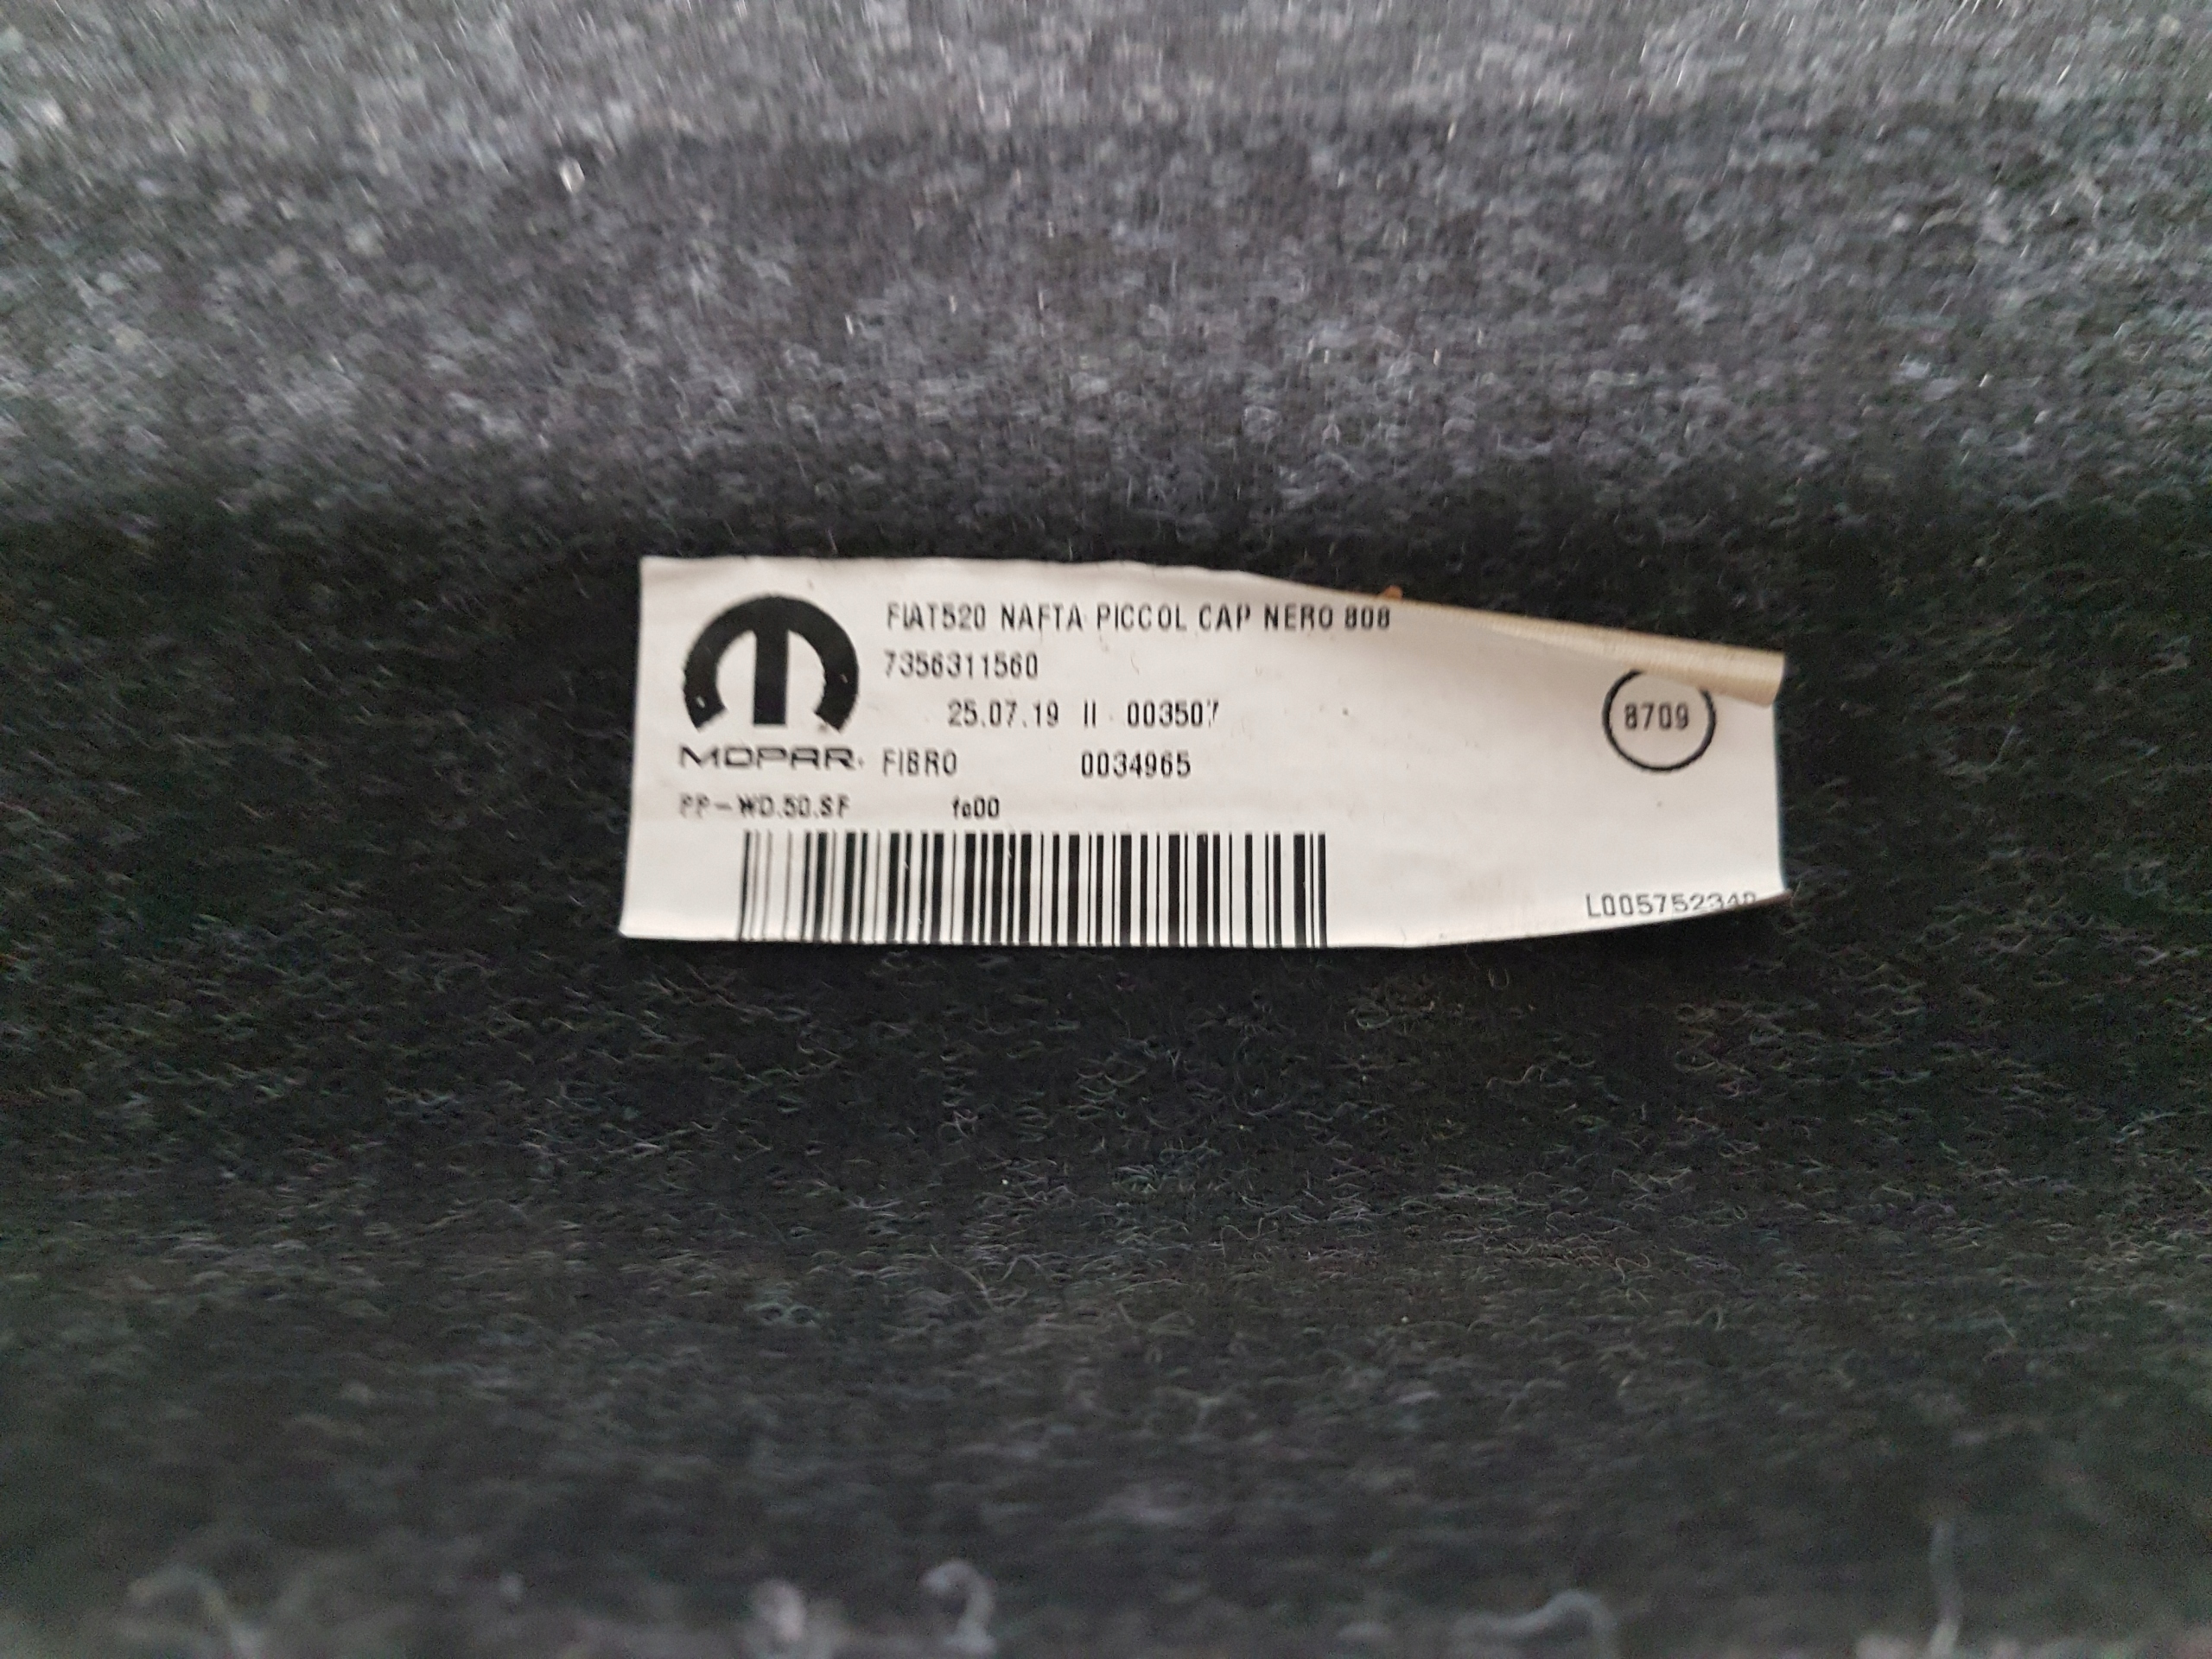 FIAT520 NAFTA PICCOL CAP NERO 808
7356311560
25.07.19 II 003507
MOPAR. FIBRO 0034965
PP-WD.50.SF fc00
8709